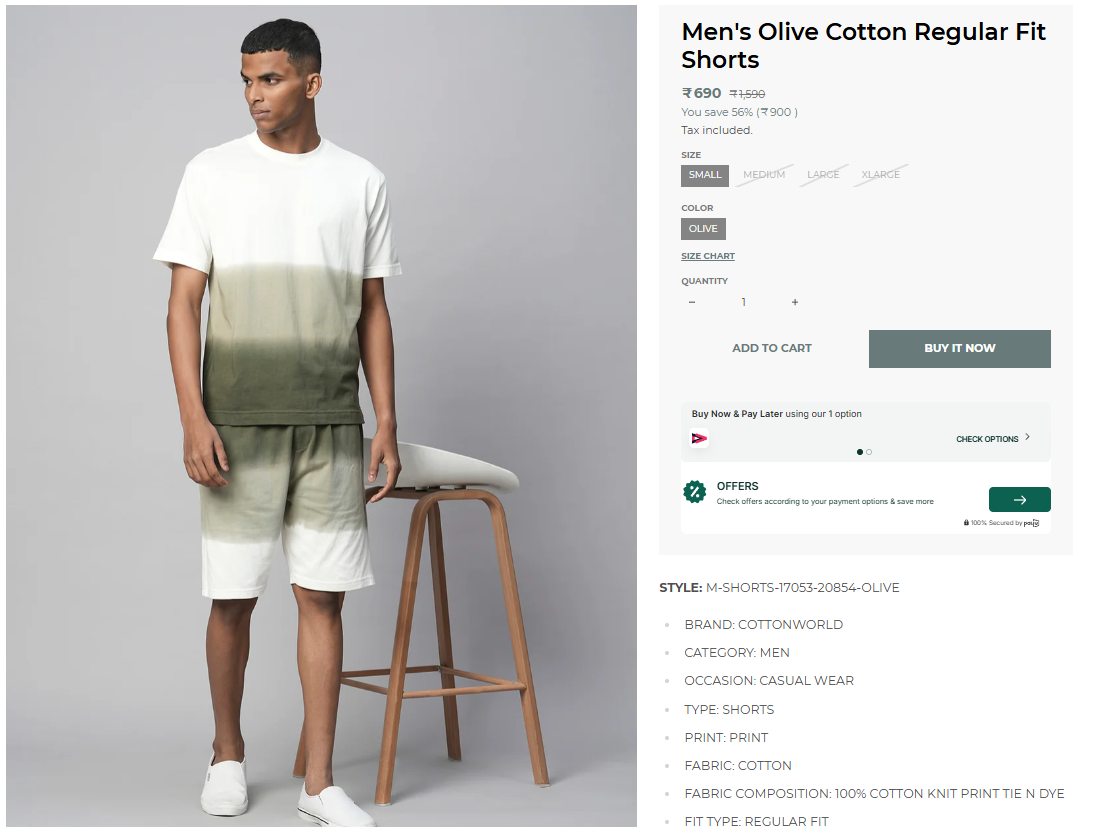 Men's Olive Cotton Regular Fit
Shorts
₹690 ₹1,590
You save 56% (₹900 )
Tax included.
SIZE
SMALL MEDIUM LARGE XLARGE
COLOR
OLIVE
SIZE CHART
QUANTITY
− 1 +
ADD TO CART BUY IT NOW
Buy Now & Pay Later using our 1 option
CHECK OPTIONS
OFFERS
Check offers according to your payment options & save more
100% Secured by payU
STYLE: M-SHORTS-17053-20854-OLIVE
BRAND: COTTONWORLD
CATEGORY: MEN
OCCASION: CASUAL WEAR
TYPE: SHORTS
PRINT: PRINT
FABRIC: COTTON
FABRIC COMPOSITION: 100% COTTON KNIT PRINT TIE N DYE
FIT TYPE: REGULAR FIT